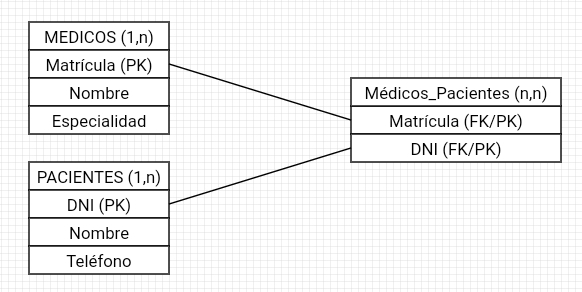 MEDICOS (1,n)
Matrícula (PK)
Nombre
Especialidad
PACIENTES (1,n)
DNI (PK)
Nombre
Teléfono
Médicos_Pacientes (n,n)
Matrícula (FK/PK)
DNI (FK/PK)